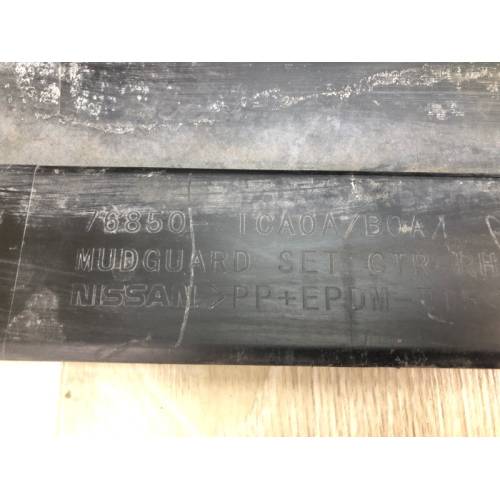 76850- 1CA0A/B0A/
MUDGUARD SET CTR RH
NISSAN >PP+EPDM-